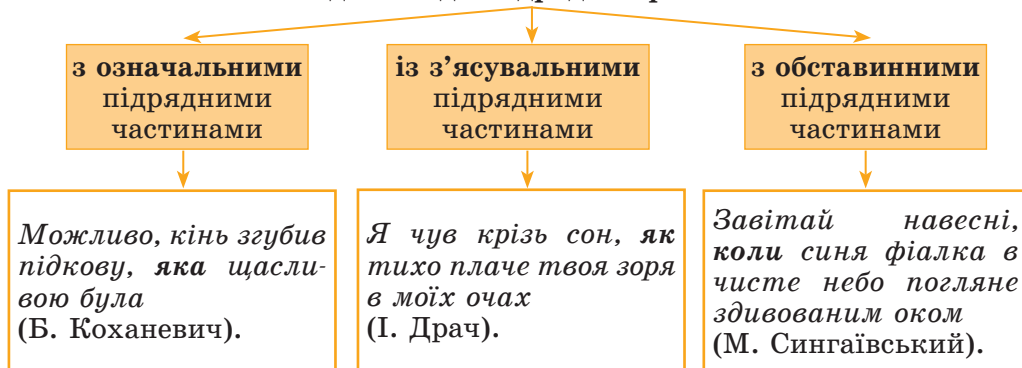 з означальними
підрядними
частинами
із з’ясувальними
підрядними
частинами
з обставинними
підрядними
частинами
Можливо, кінь згубив
підкову, яка щасли-
вою була
(Б. Коханевич).
Я чув крізь сон, як
тихо плаче твоя зоря
в моїх очах
(І. Драч).
Завітай навесні,
коли синя фіалка в
чисте небо погляне
здивованим оком
(М. Сингаївський).